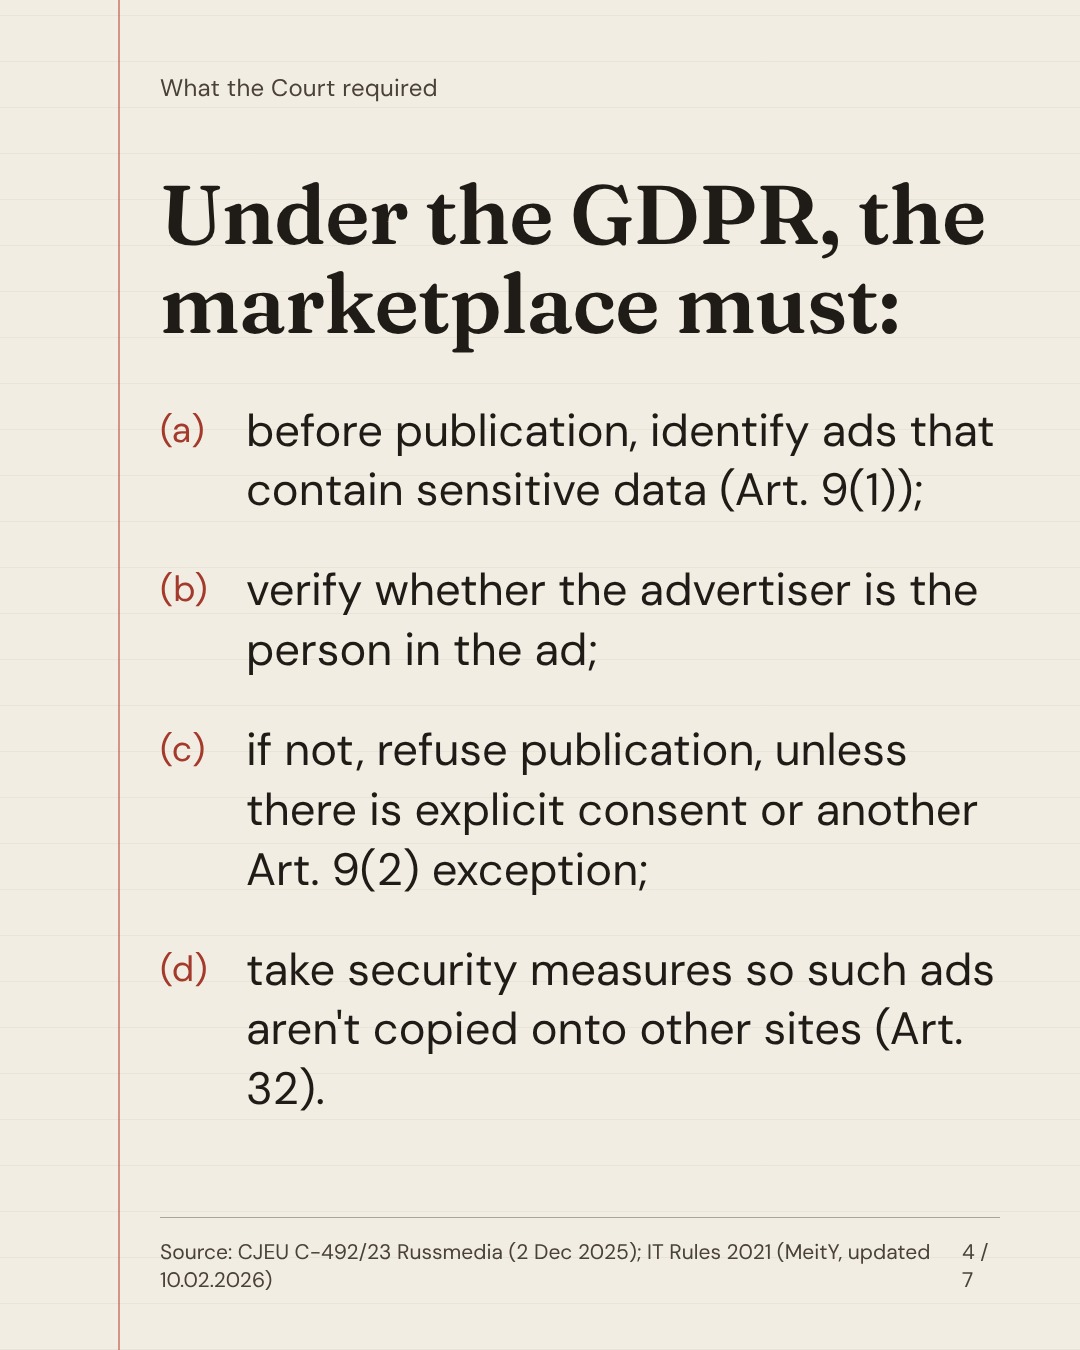 What the Court required
Under the GDPR, the
marketplace must:
(a) before publication, identify ads that
contain sensitive data (Art. 9(1));
(b) verify whether the advertiser is the
person in the ad;
(c) if not, refuse publication, unless
there is explicit consent or another
Art. 9(2) exception;
(d) take security measures so such ads
aren't copied onto other sites (Art.
32).
Source: CJEU C-492/23 Russmedia (2 Dec 2025); IT Rules 2021 (MeitY, updated
10.02.2026)
4 /
7